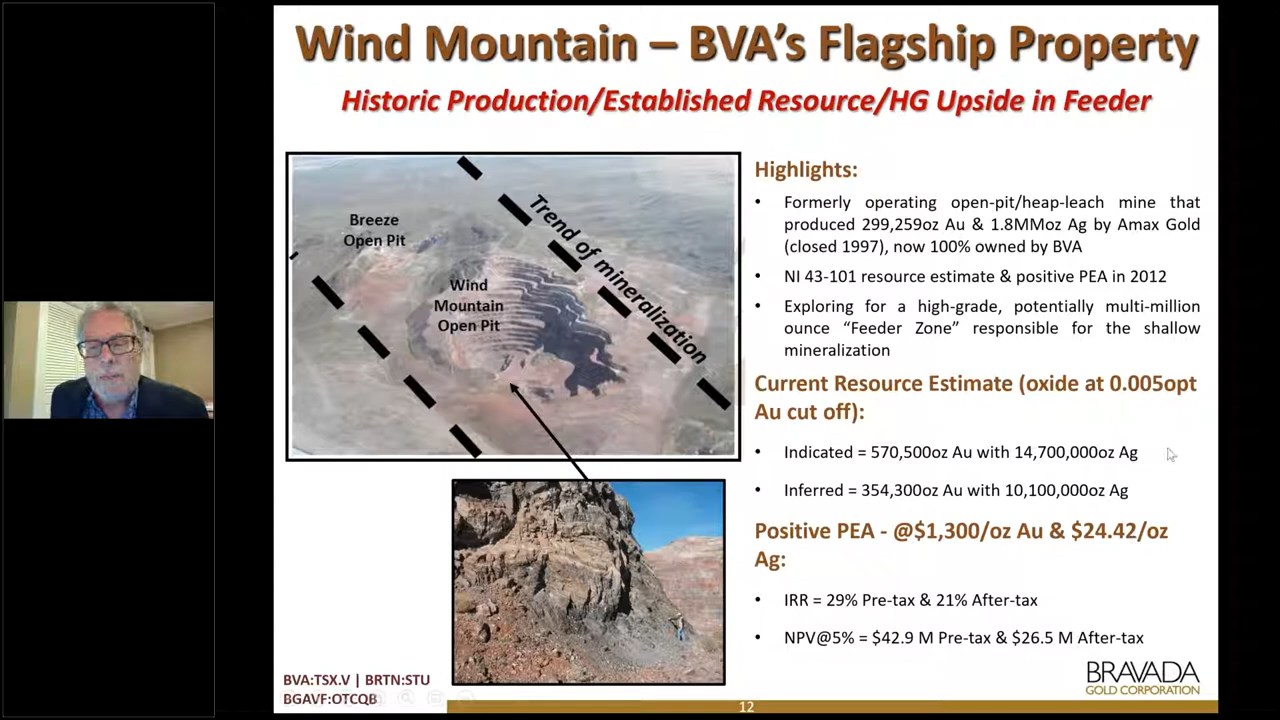 Wind Mountain – BVA's Flagship Property
Historic Production/Established Resource/HG Upside in Feeder
Breeze
Open Pit
Wind
Mountain
Open Pit
Trend of mineralization
Highlights:
• Formerly operating open-pit/heap-leach mine that
produced 299,259oz Au & 1.8MMoz Ag by Amax Gold
(closed 1997), now 100% owned by BVA
• NI 43-101 resource estimate & positive PEA in 2012
• Exploring for a high-grade, potentially multi-million
ounce “Feeder Zone” responsible for the shallow
mineralization
Current Resource Estimate (oxide at 0.005opt
Au cut off):
• Indicated = 570,500oz Au with 14,700,000oz Ag
• Inferred = 354,300oz Au with 10,100,000oz Ag
Positive PEA - @$1,300/oz Au & $24.42/oz
Ag:
• IRR = 29% Pre-tax & 21% After-tax
• NPV@5% = $42.9 M Pre-tax & $26.5 M After-tax
BVA:TSX.V | BRTN:STU
BGAVF:OTCQB
BRAVADA
GOLD CORPORATION
12